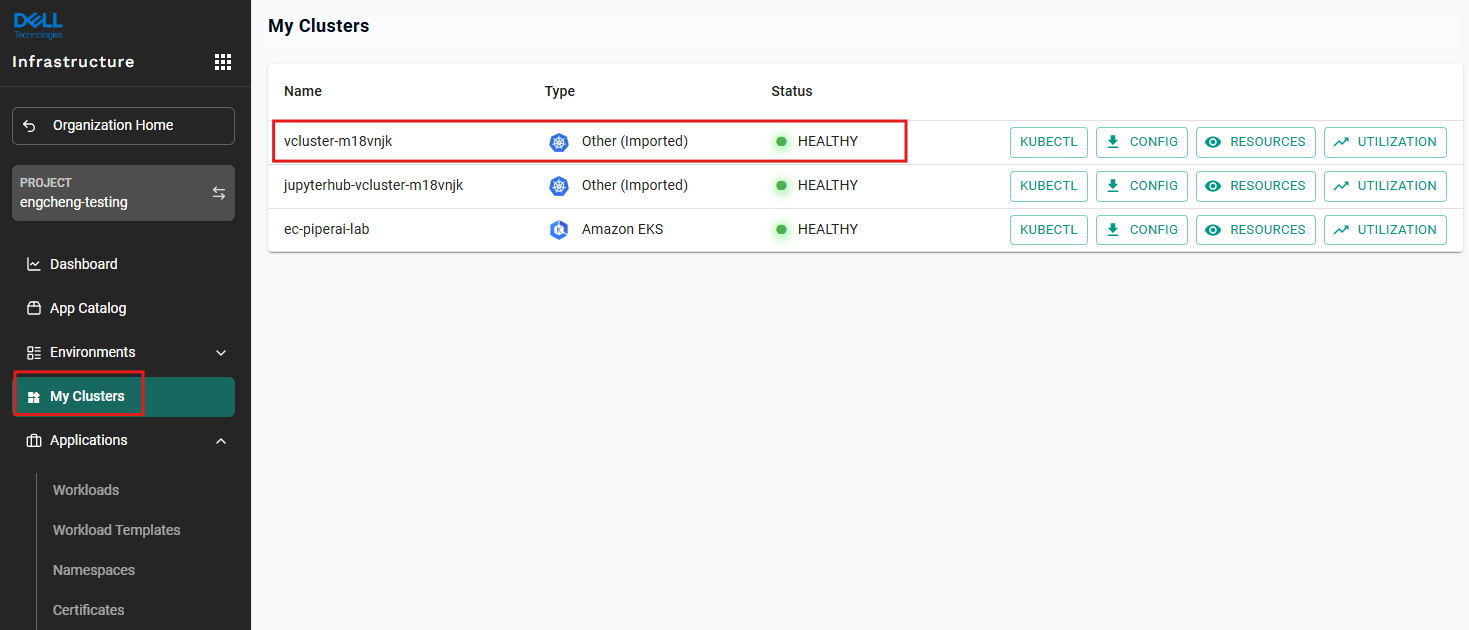 DELL
Technologies
Infrastructure
Organization Home
PROJECT
engcheng-testing
Dashboard
App Catalog
Environments
My Clusters
Applications
Workloads
Workload Templates
Namespaces
Certificates
My Clusters
Name Type Status
vcluster-m18vnjk Other (Imported) HEALTHY KUBECTL CONFIG RESOURCES UTILIZATION
jupyterhub-vcluster-m18vnjk Other (Imported) HEALTHY KUBECTL CONFIG RESOURCES UTILIZATION
ec-piperai-lab Amazon EKS HEALTHY KUBECTL CONFIG RESOURCES UTILIZATION